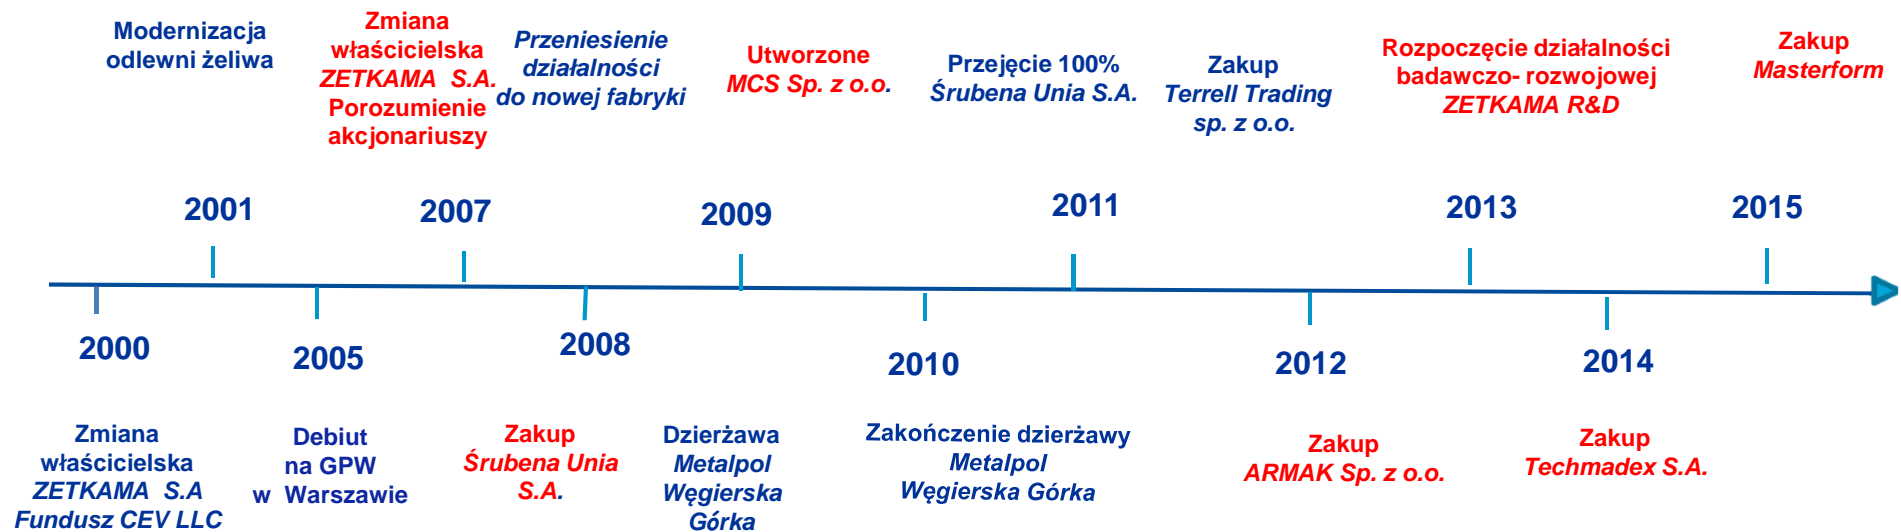 Modernizacja
odlewni żeliwa
Zmiana
właścicielska
ZETKAMA S.A.
Porozumienie
akcjonariuszy
Przeniesienie
działalności
do nowej fabryki
Utworzone
MCS Sp. z o.o.
Przejęcie 100%
Śrubena Unia S.A.
Zakup
Terrell Trading
sp. z o.o.
Rozpoczęcie działalności
badawczo- rozwojowej
ZETKAMA R&D
Zakup
Masterform
2001
2007
2009
2011
2013
2015
2000
2005
2008
2010
2012
2014
Zmiana
właścicielska
ZETKAMA S.A
Fundusz CEV LLC
Debiut
na GPW
w Warszawie
Zakup
Śrubena Unia
S.A.
Dzierżawa
Metalpol
Węgierska
Górka
Zakończenie dzierżawy
Metalpol
Węgierska Górka
Zakup
ARMAK Sp. z o.o.
Zakup
Techmadex S.A.